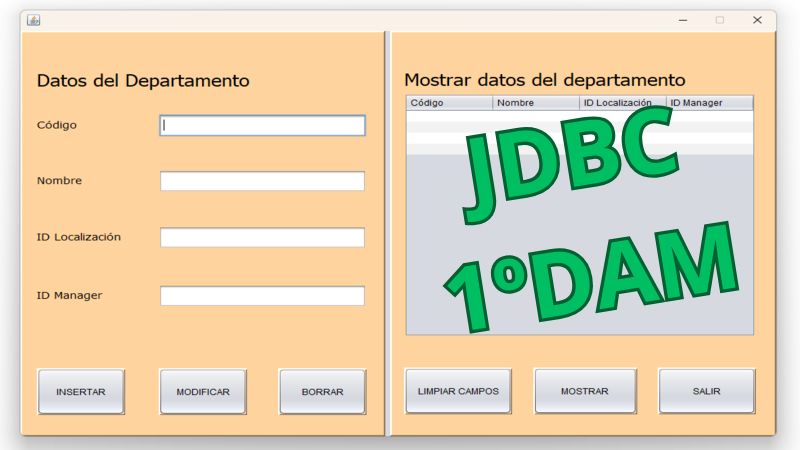 Datos del Departamento
Código
Nombre
ID Localización
ID Manager
INSERTAR MODIFICAR BORRAR
Mostrar datos del departamento
Código Nombre ID Localización ID Manager
JDBC
1ºDAM
LIMPIAR CAMPOS MOSTRAR SALIR